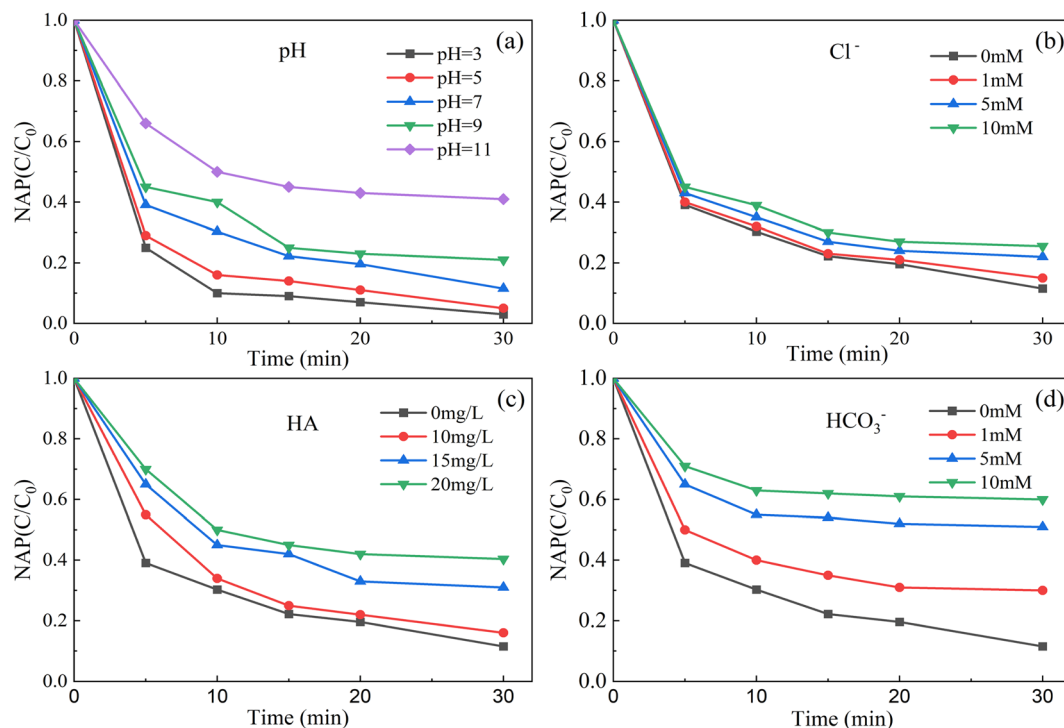 (a)
pH
pH=3
pH=5
pH=7
pH=9
pH=11
NAP(C/C₀)
1.0
0.8
0.6
0.4
0.2
0.0
0 10 20 30
Time (min)
(b)
Cl⁻
0mM
1mM
5mM
10mM
NAP(C/C₀)
1.0
0.8
0.6
0.4
0.2
0.0
0 10 20 30
Time (min)
(c)
HA
0mg/L
10mg/L
15mg/L
20mg/L
NAP(C/C₀)
1.0
0.8
0.6
0.4
0.2
0.0
0 10 20 30
Time (min)
(d)
HCO₃⁻
0mM
1mM
5mM
10mM
NAP(C/C₀)
1.0
0.8
0.6
0.4
0.2
0.0
0 10 20 30
Time (min)